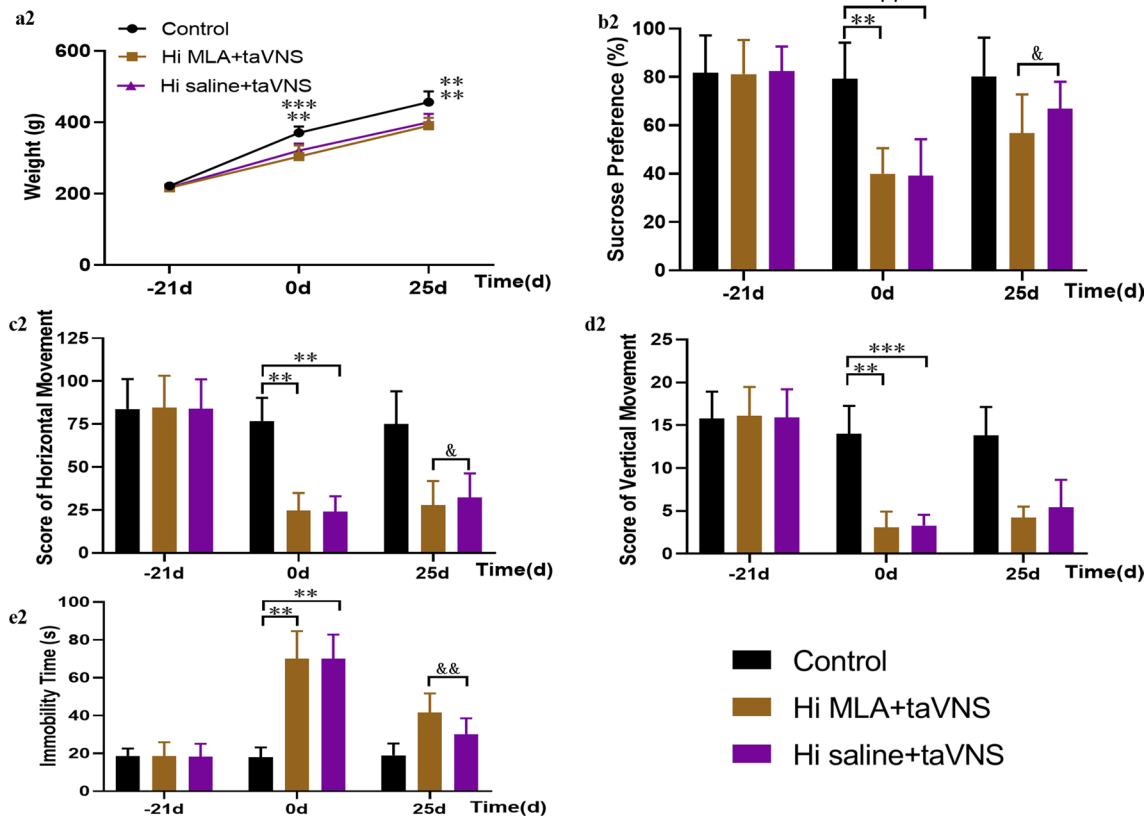 a2
Control
Hi MLA+taVNS
Hi saline+taVNS
600
400
200
0
Weight (g)
***
**
**
**
-21d
0d
25d
Time(d)
b2
100
80
60
40
20
0
Sucrose Preference (%)
**
&
-21d
0d
25d
Time(d)
c2
125
100
75
50
25
0
Score of Horizontal Movement
**
**
&
-21d
0d
25d
Time(d)
d2
25
20
15
10
5
0
Score of Vertical Movement
***
**
-21d
0d
25d
Time(d)
e2
100
80
60
40
20
0
Immobility Time (s)
**
**
&&
-21d
0d
25d
Time(d)
Control
Hi MLA+taVNS
Hi saline+taVNS